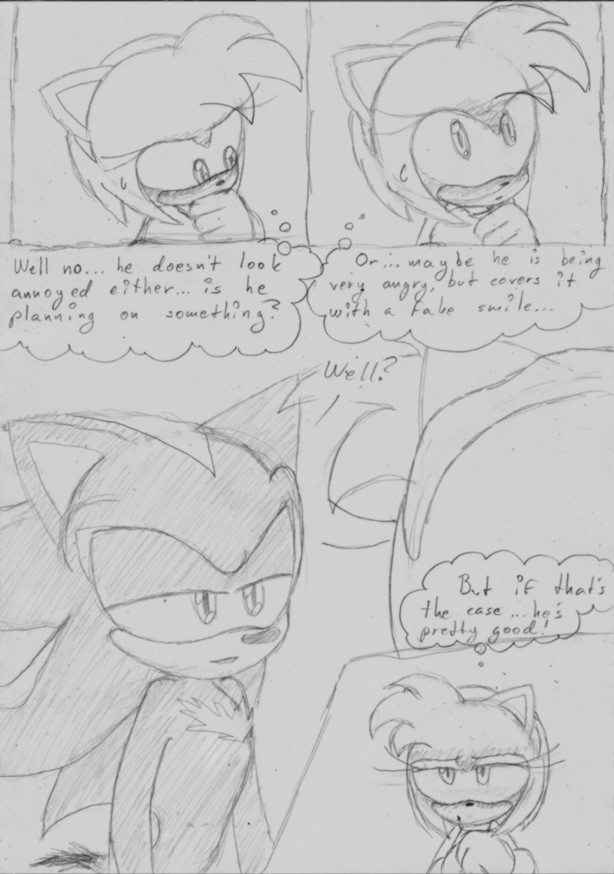 Well no... he doesn't look
annoyed either... is he
planning on something?
Or... maybe he is being
very angry, but covers it
with a fake smile...
Well?
But if that's
the case... he's
pretty good!